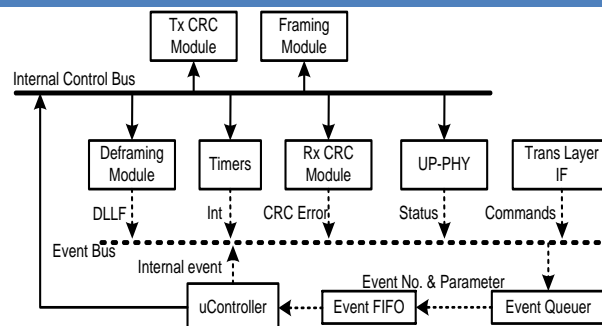 Tx CRC
Module
Framing
Module
Internal Control Bus
Deframing
Module
Timers
Rx CRC
Module
UP-PHY
Trans Layer
IF
DLLF
Int
CRC Error
Status
Commands
Event Bus
Internal event
Event No. & Parameter
uController
Event FIFO
Event Queuer